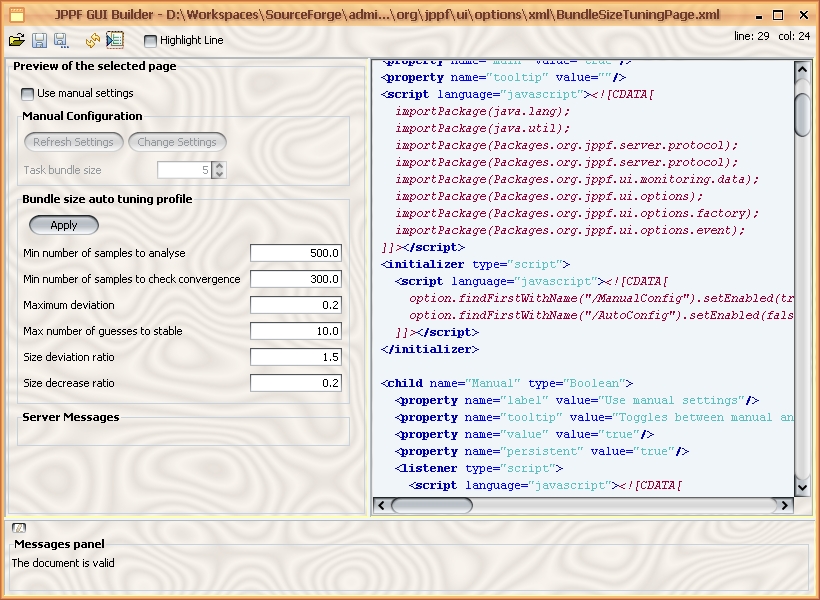 JPPF GUI Builder - D:\Workspaces\SourceForge\admi...\org\jppf\ui\options\xml\BundleSizeTuningPage.xml
Highlight Line
line: 29 col: 24
Preview of the selected page
Use manual settings
Manual Configuration
Refresh Settings Change Settings
Task bundle size 5
Bundle size auto tuning profile
Apply
Min number of samples to analyse 500.0
Min number of samples to check convergence 300.0
Maximum deviation 0.2
Max number of guesses to stable 10.0
Size deviation ratio 1.5
Size decrease ratio 0.2
Server Messages
<property name="main" value="true"/>
<property name="tooltip" value=""/>
<script language="javascript"><![CDATA[
importPackage(java.lang);
importPackage(java.util);
importPackage(Packages.org.jppf.server.protocol);
importPackage(Packages.org.jppf.server.protocol);
importPackage(Packages.org.jppf.ui.monitoring.data);
importPackage(Packages.org.jppf.ui.options);
importPackage(Packages.org.jppf.ui.options.factory);
importPackage(Packages.org.jppf.ui.options.event);
]]></script>
<initializer type="script">
<script language="javascript"><![CDATA[
option.findFirstWithName("/ManualConfig").setEnabled(tr
option.findFirstWithName("/AutoConfig").setEnabled(fals
]]></script>
</initializer>
<child name="Manual" type="Boolean">
<property name="label" value="Use manual settings"/>
<property name="tooltip" value="Toggles between manual an
<property name="value" value="true"/>
<property name="persistent" value="true"/>
<listener type="script">
<script language="javascript"><![CDATA[
Messages panel
The document is valid